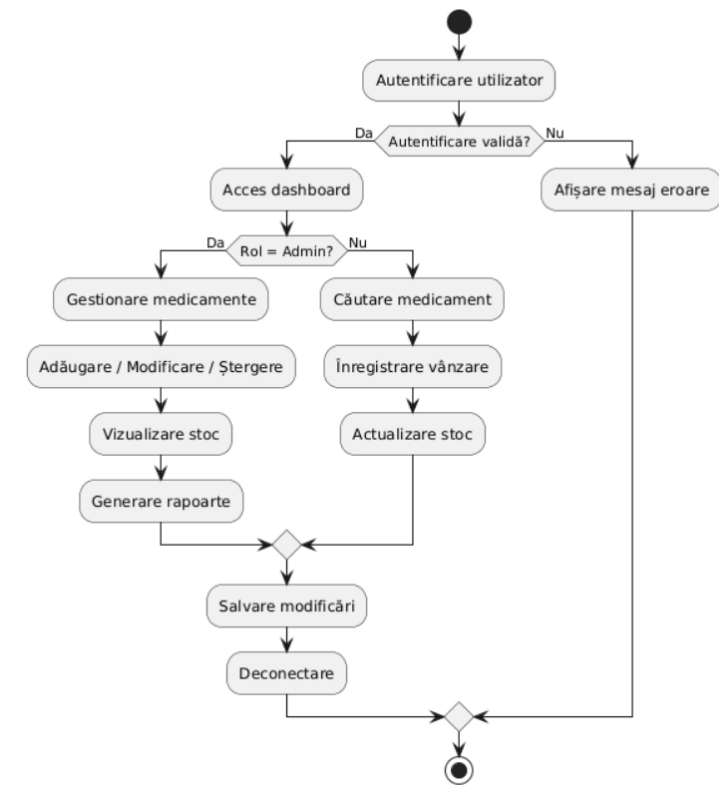 Autentificare utilizator
Da
Autentificare validă?
Nu
Acces dashboard
Afișare mesaj eroare
Da
Rol = Admin?
Nu
Gestionare medicamente
Căutare medicament
Adăugare / Modificare / Ștergere
Înregistrare vânzare
Vizualizare stoc
Actualizare stoc
Generare rapoarte
Salvare modificări
Deconectare